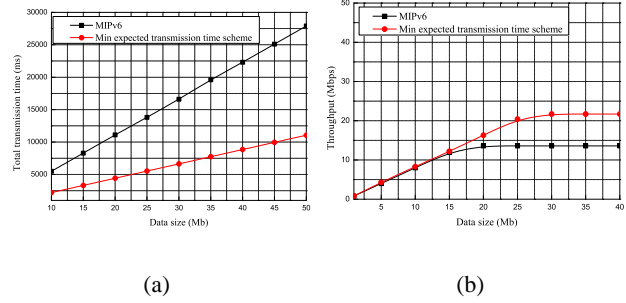 (a)
MIPv6
Min expected transmission time scheme
Total transmission time (ms)
30000
25000
20000
15000
10000
5000
10 15 20 25 30 35 40 45 50
Data size (Mb)
(b)
MIPv6
Min expected transmission time scheme
Throughput (Mbps)
50
40
30
20
10
0
5 10 15 20 25 30 35 40
Data size (Mb)
(a)
(b)